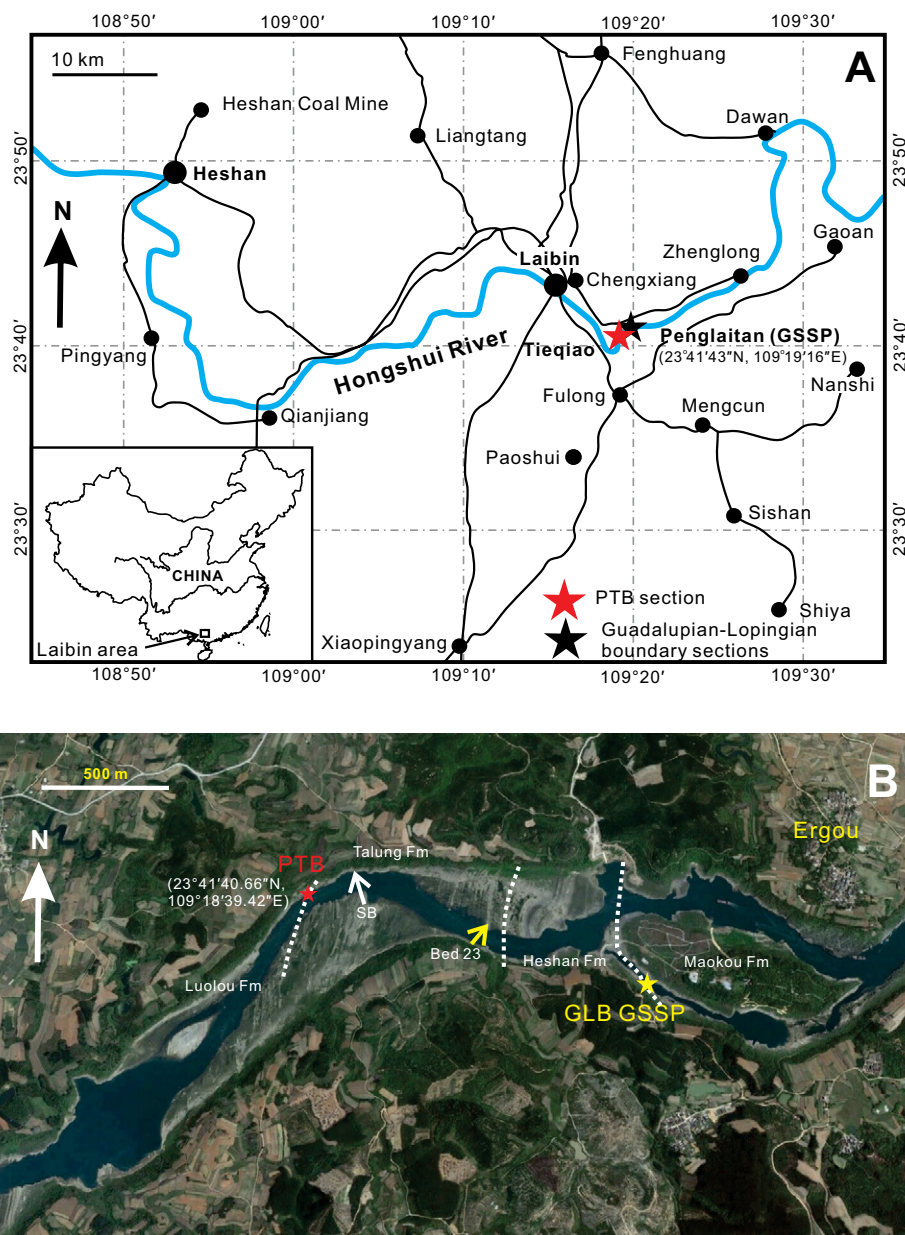 108°50′ 109°00′ 109°10′ 109°20′ 109°30′
10 km
A
Fenghuang
Heshan Coal Mine
Dawan
Liangtang
23°50′ 23°50′
Heshan
N
Gaoan
Zhenglong
Laibin
Chengxiang
Penglaitan (GSSP)
(23°41′43″N, 109°19′16″E)
23°40′ 23°40′
Pingyang
Hongshui River
Tieqiao
Nanshi
Fulong
Mengcun
Qianjiang
Paoshui
Sishan
23°30′ 23°30′
CHINA
PTB section
Shiya
Guadalupian-Lopingian
boundary sections
Laibin area
Xiaopingyang
108°50′ 109°00′ 109°10′ 109°20′ 109°30′
500 m
B
N
Ergou
Talung Fm
PTB
(23°41′40.66″N,
109°18′39.42″E)
SB
Bed 23
Heshan Fm
Maokou Fm
Luolou Fm
GLB GSSP